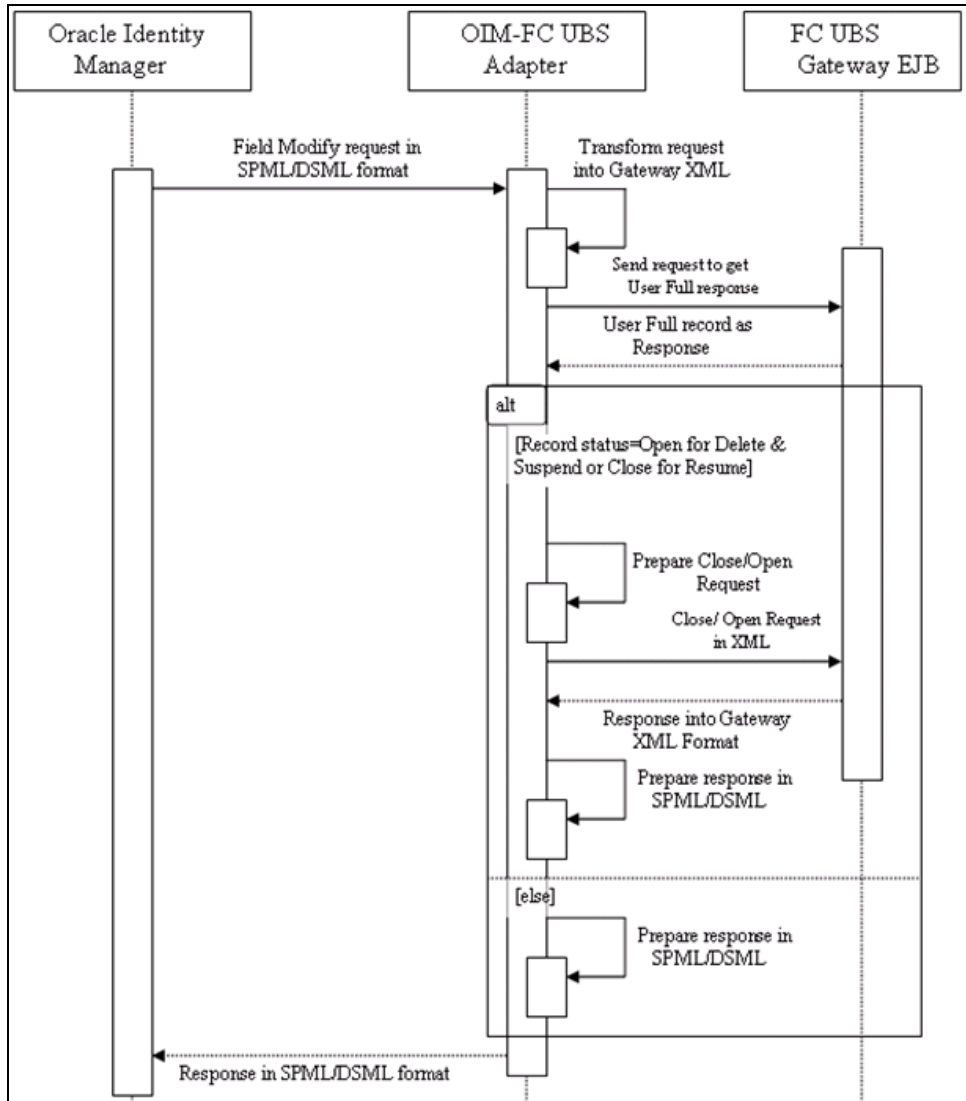 Oracle Identity
Manager
OIM-FC UBS
Adapter
FC UBS
Gateway EJB
Field Modify request in
SPML/DSML format
Transform request
into Gateway XML
Send request to get
User Full response
User Full record as
Response
alt
[Record status=Open for Delete &
Suspend or Close for Resume]
Prepare Close/Open
Request
Close/ Open Request
in XML
Response into Gateway
XML Format
Prepare response in
SPML/DSML
[else]
Prepare response in
SPML/DSML
Response in SPML/DSML format